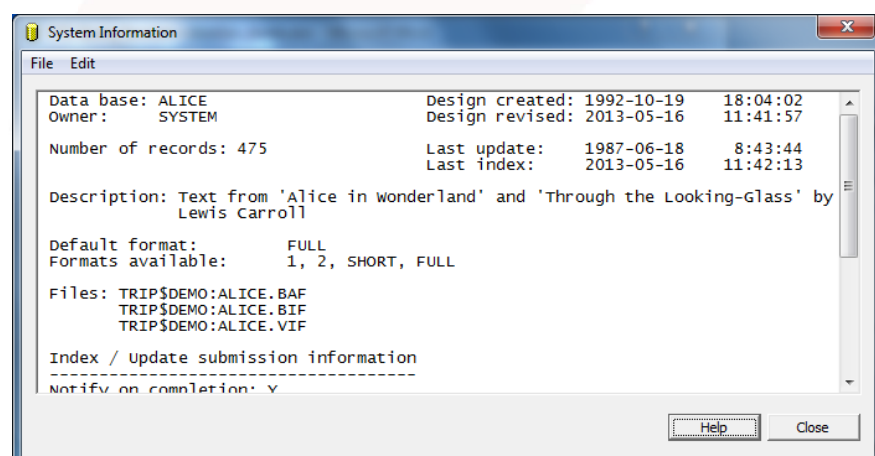 System Information
File Edit
Data base: ALICE Design created: 1992-10-19 18:04:02
Owner: SYSTEM Design revised: 2013-05-16 11:41:57
Number of records: 475 Last update: 1987-06-18 8:43:44
Last index: 2013-05-16 11:42:13
Description: Text from 'Alice in Wonderland' and 'Through the Looking-Glass' by
Lewis Carroll
Default format: FULL
Formats available: 1, 2, SHORT, FULL
Files: TRIP$DEMO:ALICE.BAF
TRIP$DEMO:ALICE.BIF
TRIP$DEMO:ALICE.VIF
Index / Update submission information
-------------------------------------
Notify on completion: Y
Help Close